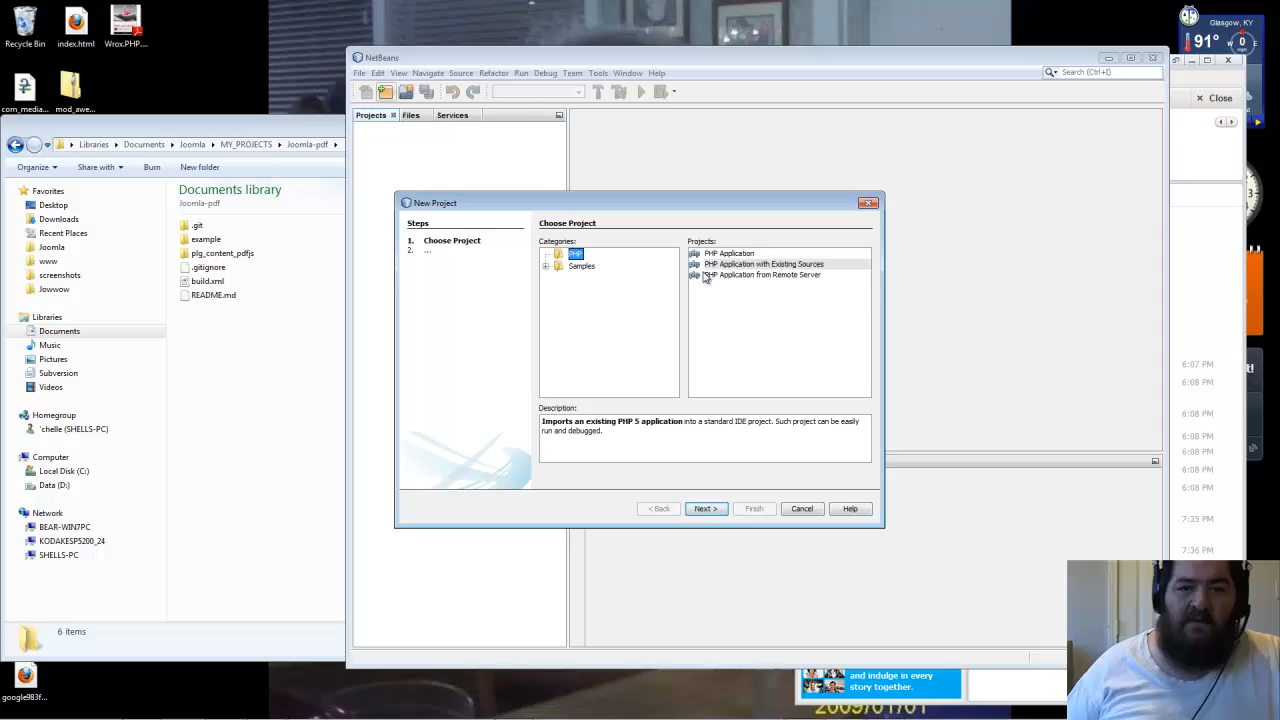 Recycle Bin
index.html
Wrox.PHP....
com_media
mod_awe...
Glasgow, KY
91°
0
NetBeans
File Edit View Navigate Source Refactor Run Debug Team Tools Window Help
Search (Ctrl+I)
Close
Projects Files Services
Libraries Documents Joomla MY_PROJECTS Joomla-pdf
Organize Share with Burn New folder
Favorites
Desktop
Downloads
Recent Places
Joomla
www
screenshots
Jowwow
Libraries
Documents
Music
Pictures
Subversion
Videos
Homegroup
'chelle (SHELLS-PC)
Computer
Local Disk (C:)
Data (D:)
Network
BEAR-WIN7PC
KODAKESP5200_24
SHELLS-PC
Documents library
Joomla-pdf
.git
example
plg_content_pdfjs
.gitignore
build.xml
README.md
6 items
New Project
Steps
1. Choose Project
2. ...
Choose Project
Categories:
PHP
Samples
Projects:
PHP Application
PHP Application with Existing Sources
PHP Application from Remote Server
Description:
Imports an existing PHP 5 application into a standard IDE project. Such project can be easily
run and debugged.
< Back Next > Finish Cancel Help
6:07 PM
6:08 PM
6:08 PM
6:08 PM
6:08 PM
6:08 PM
6:08 PM
7:35 PM
7:36 PM
google983f...
and indulge in every
story together.
2009/01/01